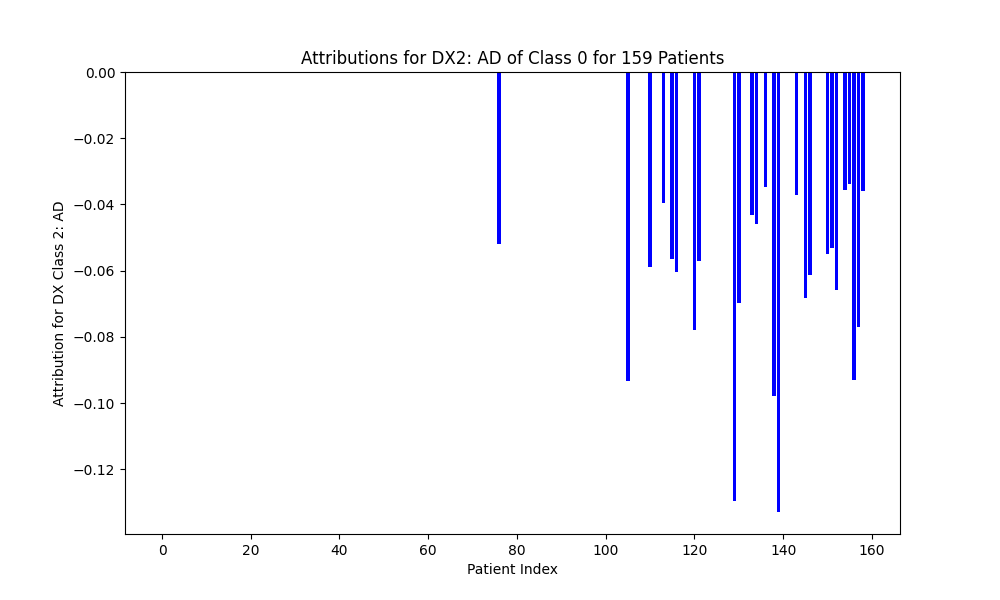 Attributions for DX2: AD of Class 0 for 159 Patients
Attribution for DX Class 2: AD
0.00
−0.02
−0.04
−0.06
−0.08
−0.10
−0.12
0 20 40 60 80 100 120 140 160
Patient Index